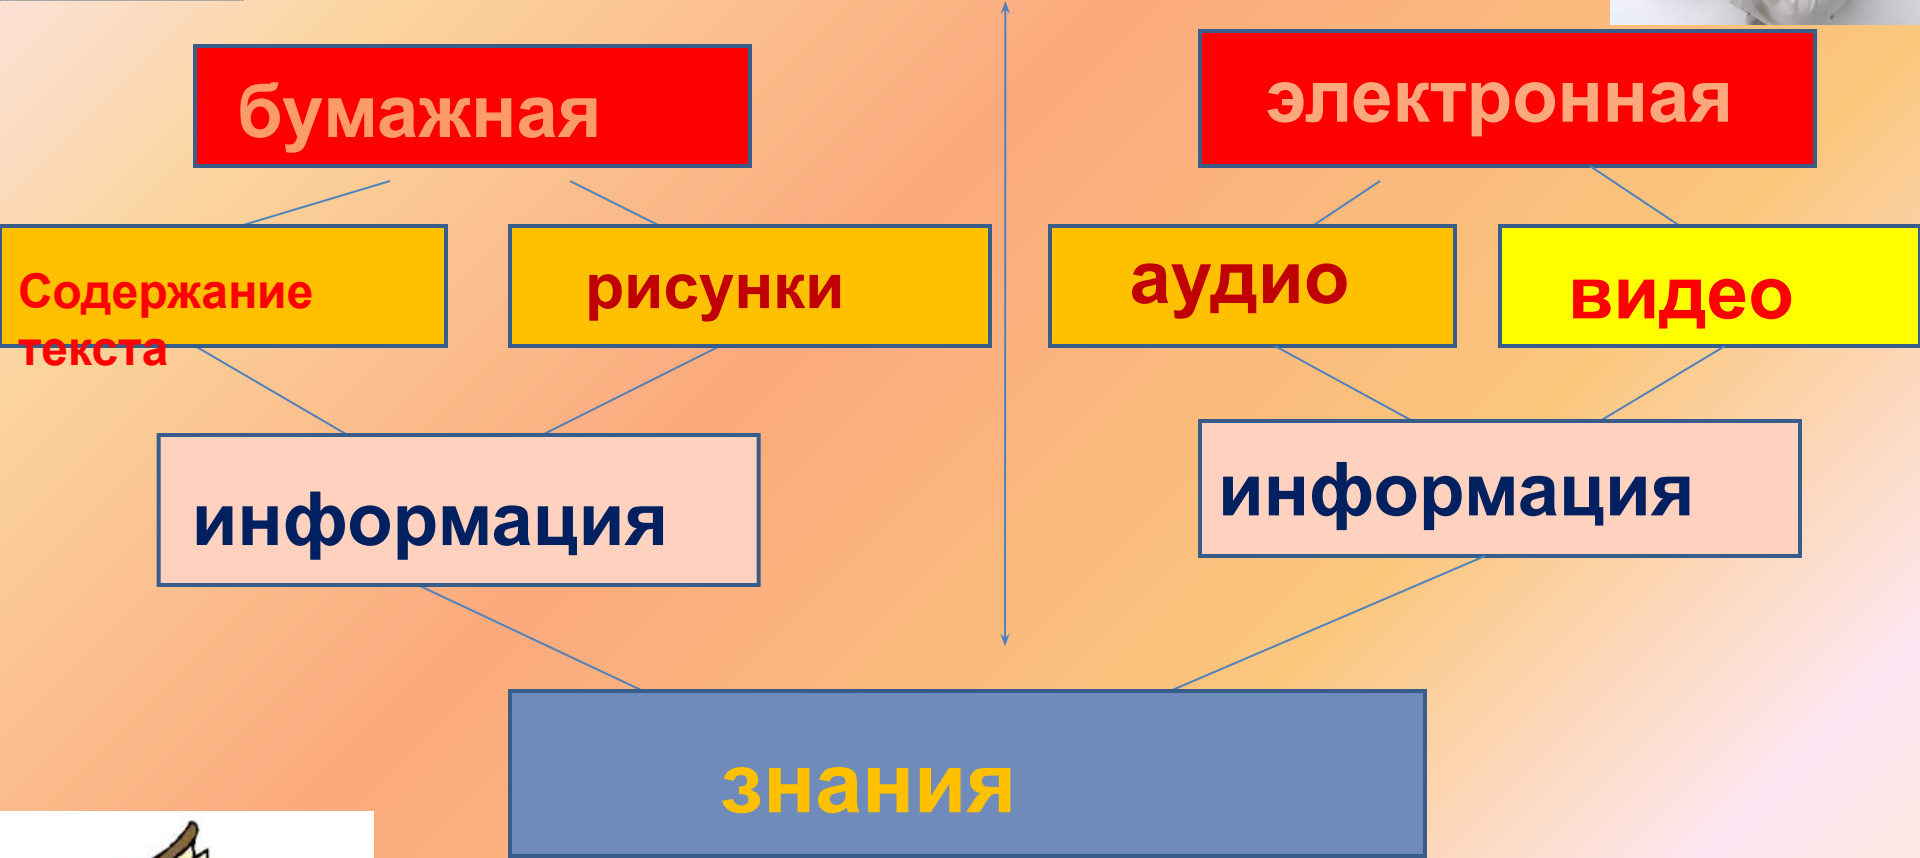 бумажная
электронная
Содержание
текста
рисунки
аудио
видео
информация
информация
знания